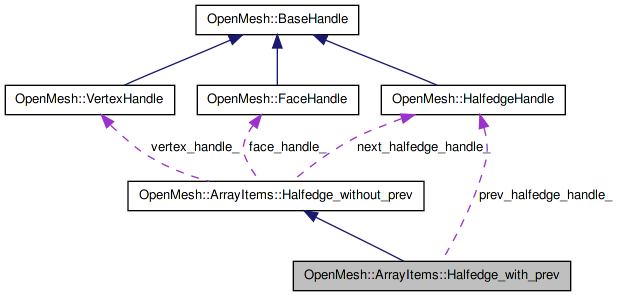 OpenMesh::BaseHandle
OpenMesh::VertexHandle
OpenMesh::FaceHandle
OpenMesh::HalfedgeHandle
vertex_handle_
face_handle_
next_halfedge_handle_
OpenMesh::ArrayItems::Halfedge_without_prev
prev_halfedge_handle_
OpenMesh::ArrayItems::Halfedge_with_prev